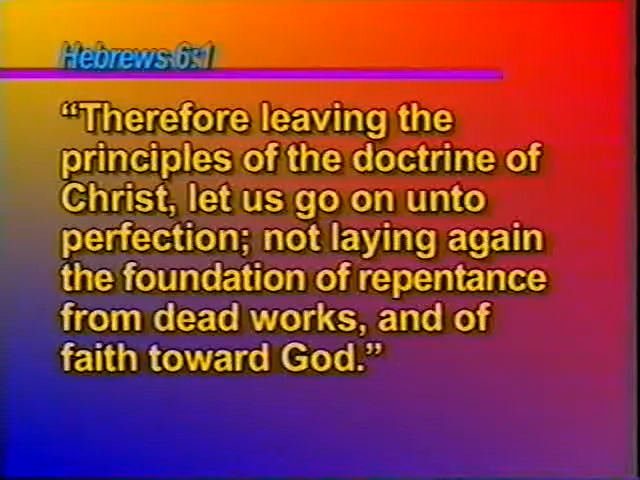 Hebrews 6:1
“Therefore leaving the
principles of the doctrine of
Christ, let us go on unto
perfection; not laying again
the foundation of repentance
from dead works, and of
faith toward God.”